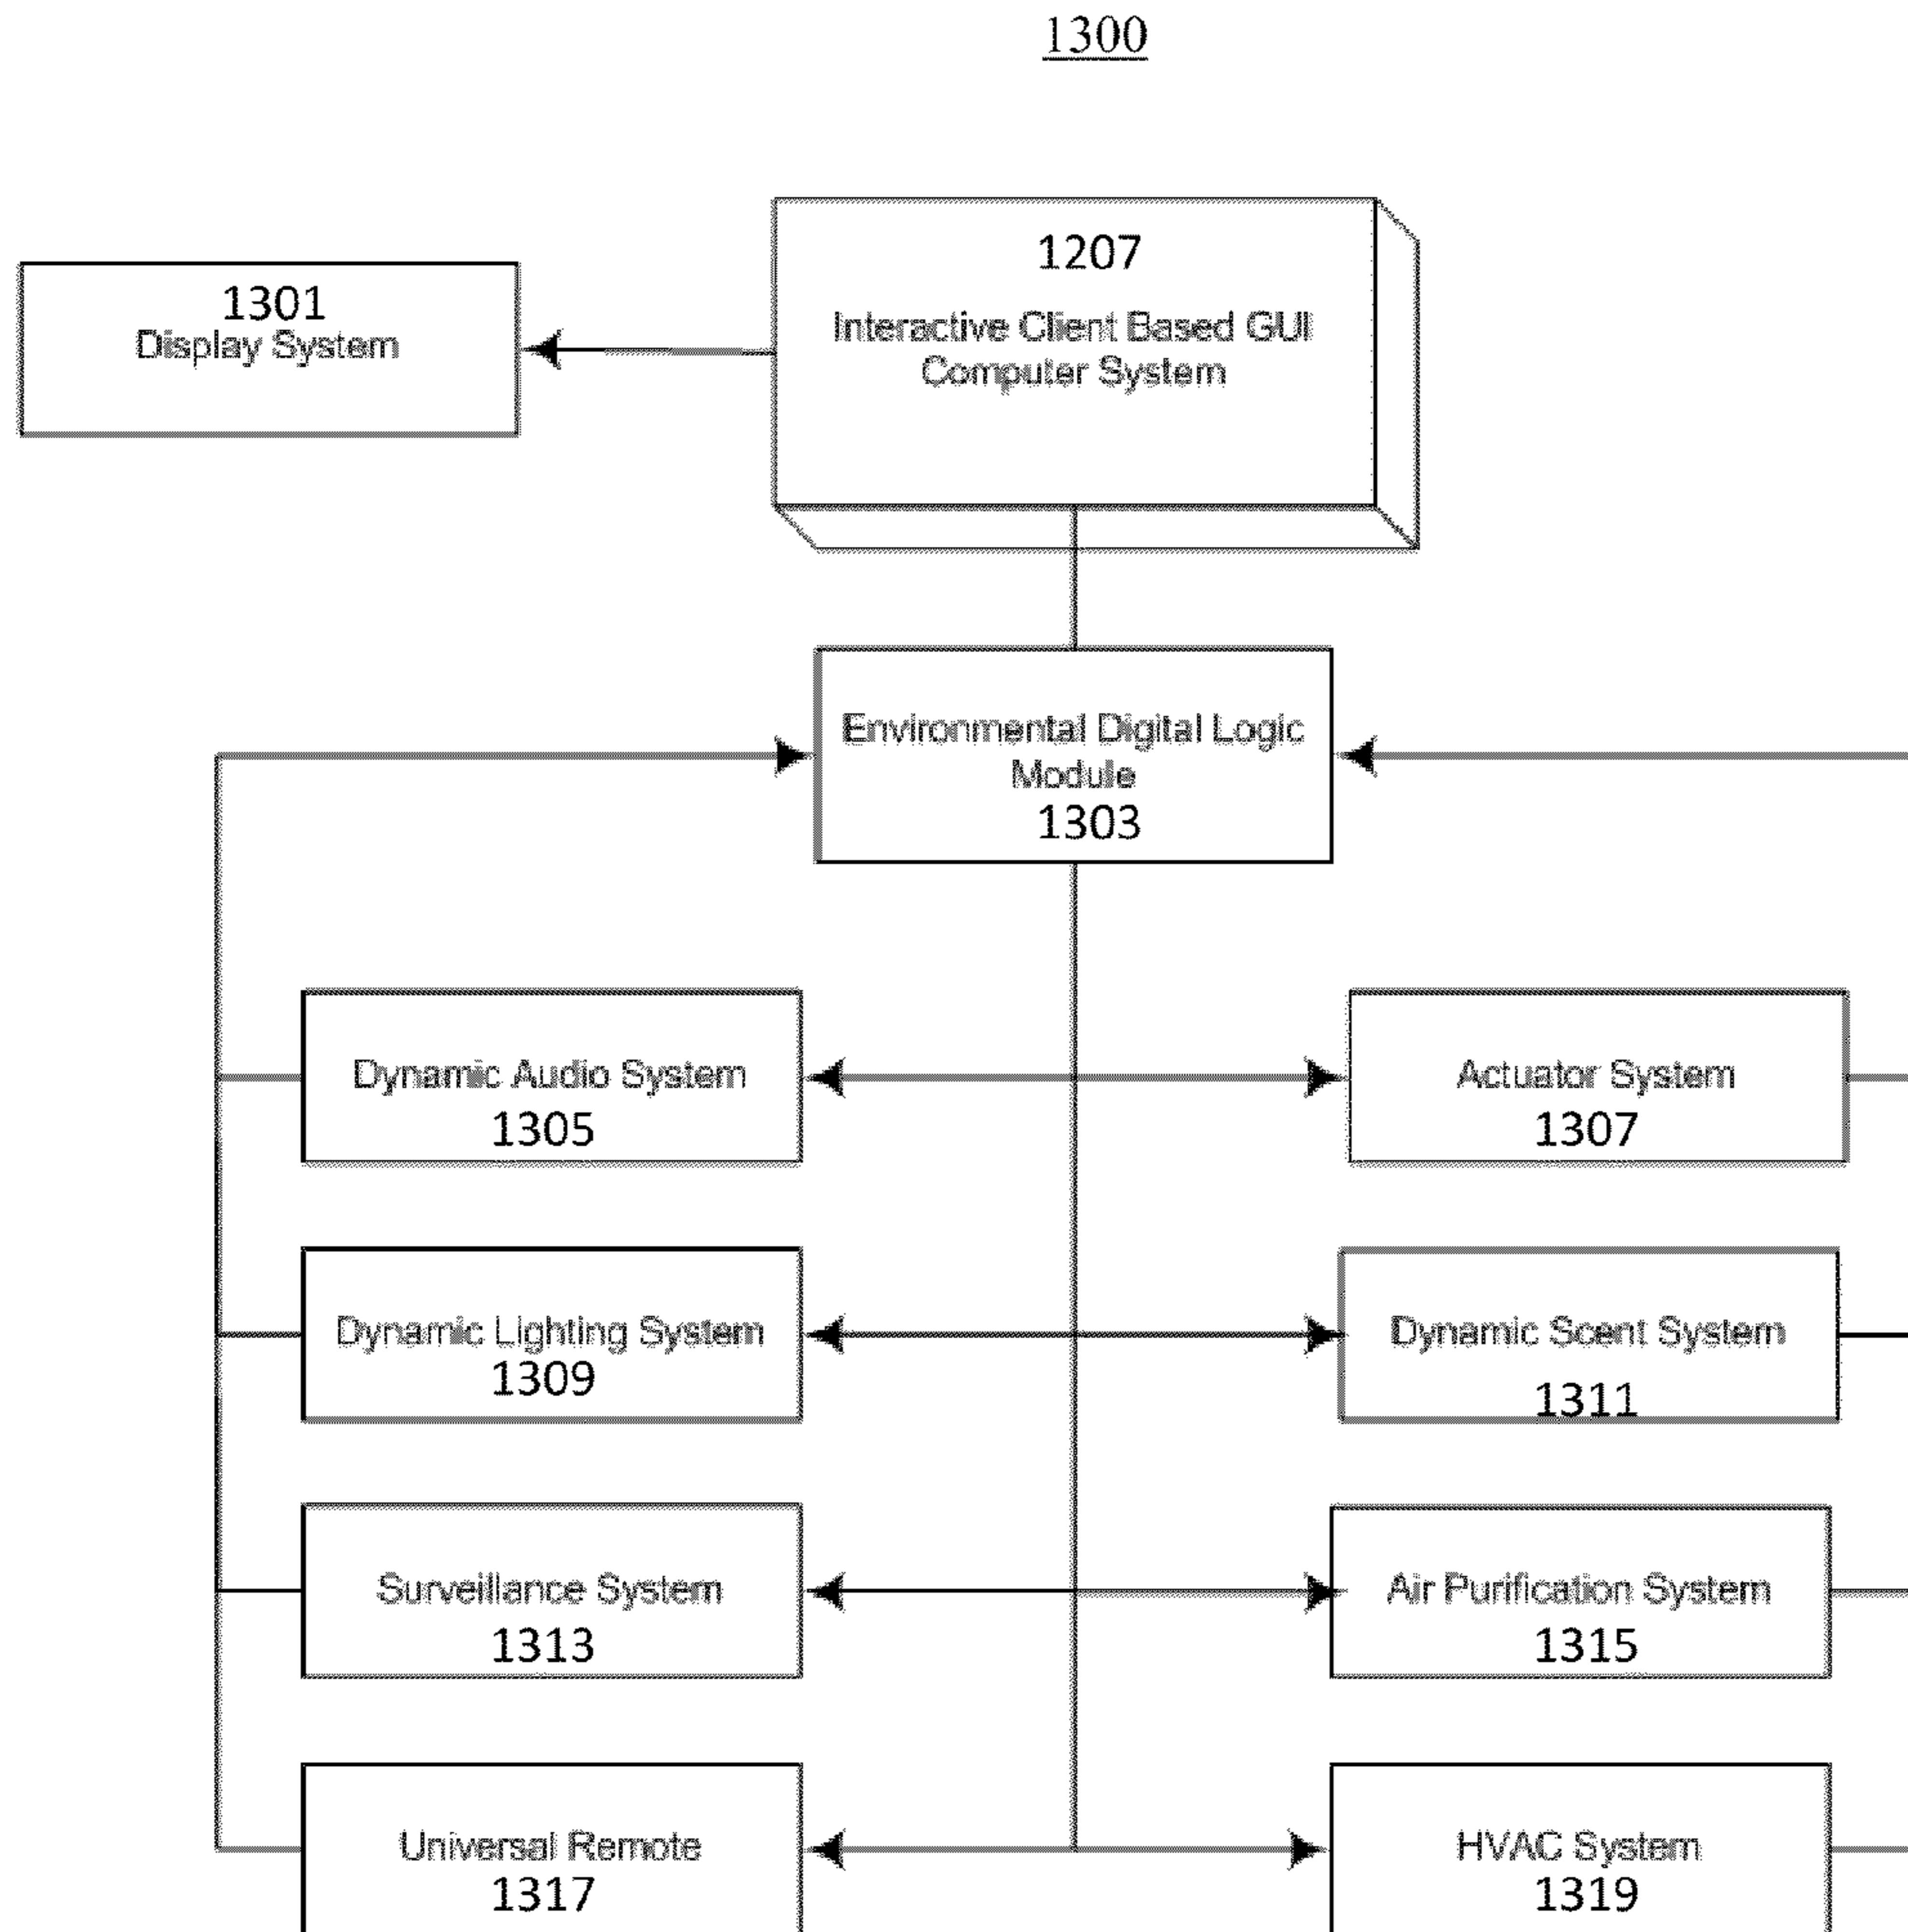 1300
1207
Interactive Client Based GUI
Computer System
1301
Display System
Environmental Digital Logic
Module
1303
Dynamic Audio System
1305
Actuator System
1307
Dynamic Lighting System
1309
Dynamic Scent System
1311
Surveillance System
1313
Air Purification System
1315
Universal Remote
1317
HVAC System
1319